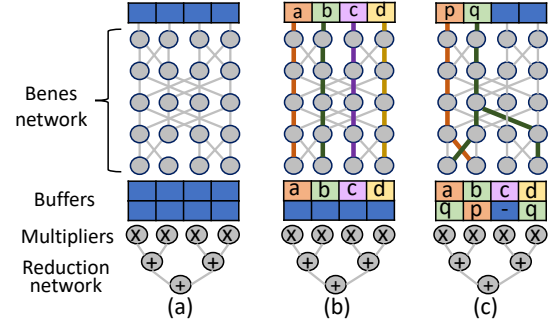 a b c d p q
Benes
network
Buffers
a b c d a b c d
q p - q
Multipliers
X X X X X X X X X X X X
Reduction
network
+ + + + + +
+ + +
(a) (b) (c)